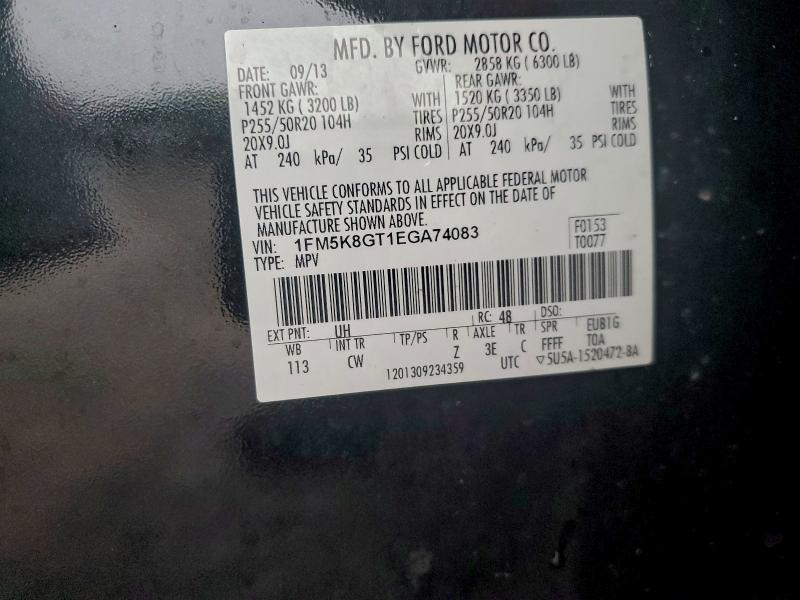 MFD. BY FORD MOTOR CO.
DATE: 09/13 GVWR: 2858 KG ( 6300 LB)
FRONT GAWR: REAR GAWR:
1452 KG ( 3200 LB) WITH 1520 KG ( 3350 LB) WITH
P255/50R20 104H TIRES P255/50R20 104H TIRES
20X9.0J RIMS 20X9.0J RIMS
AT 240 kPa/ 35 PSI COLD AT 240 kPa/ 35 PSI COLD
THIS VEHICLE CONFORMS TO ALL APPLICABLE FEDERAL MOTOR
VEHICLE SAFETY STANDARDS IN EFFECT ON THE DATE OF
MANUFACTURE SHOWN ABOVE.
VIN: 1FM5K8GT1EGA74083 F0153
TYPE: MPV T0077
EXT PNT: UH RC: 48 DSO:
WB INT TR TP/PS R AXLE TR SPR EUB1G
113 CW Z 3E C FFFF TOA
1201309234359 UTC ▽5U5A-1520472-BA